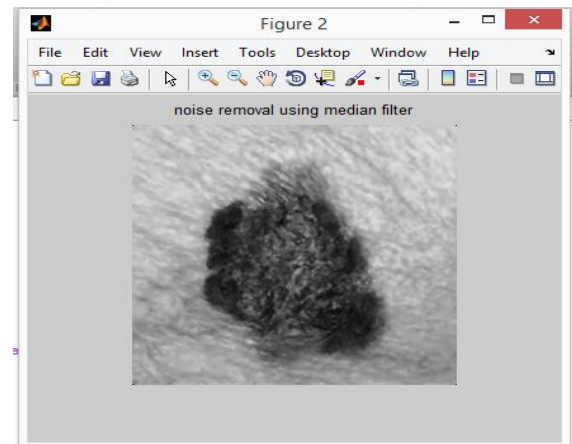 Figure 2
File Edit View Insert Tools Desktop Window Help
noise removal using median filter